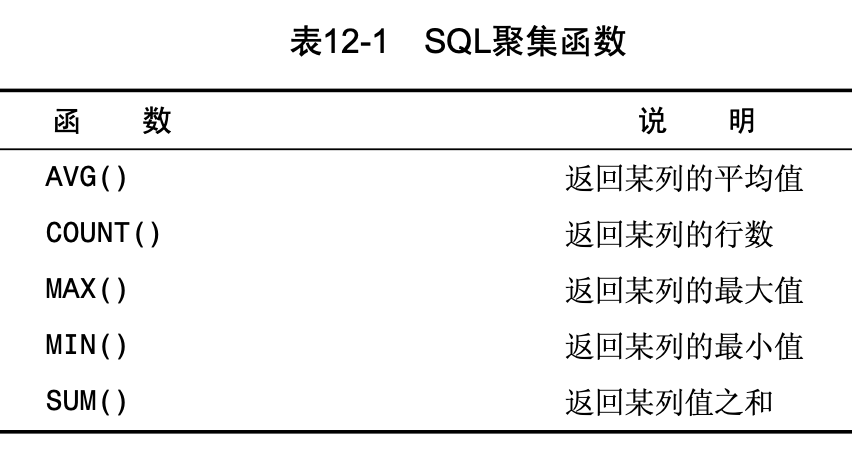 表12-1 SQL聚集函数
函 数 说 明
AVG() 返回某列的平均值
COUNT() 返回某列的行数
MAX() 返回某列的最大值
MIN() 返回某列的最小值
SUM() 返回某列值之和